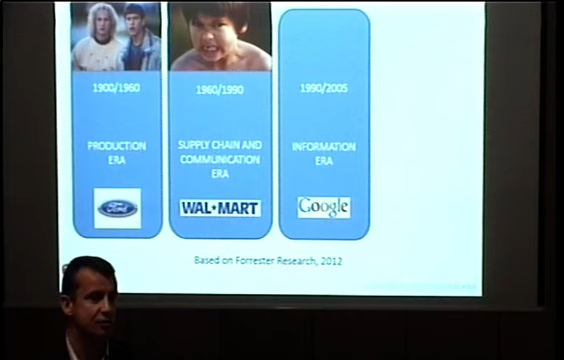 1900/1960
PRODUCTION
ERA
Ford
1960/1990
SUPPLY CHAIN AND
COMMUNICATION
ERA
WAL★MART
1990/2005
INFORMATION
ERA
Google
Based on Forrester Research, 2012